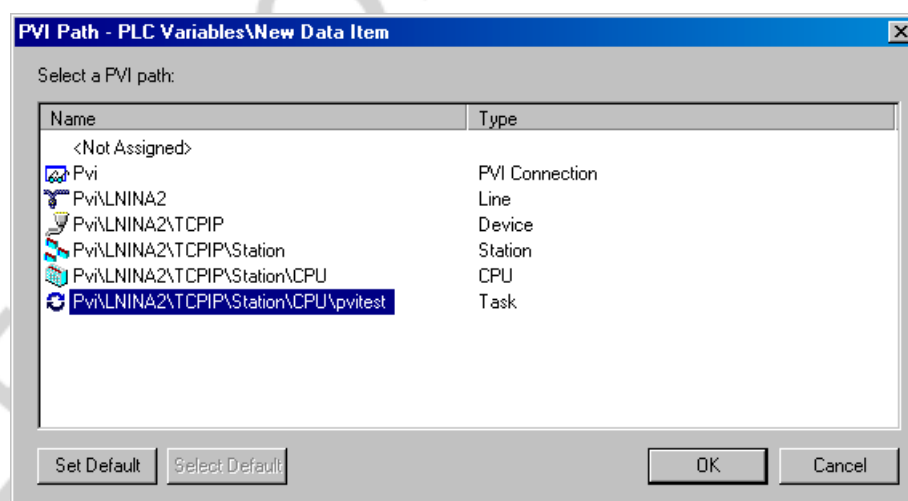 PVI Path - PLC Variables\New Data Item
Select a PVI path:
Name Type
<Not Assigned>
Pvi PVI Connection
Pvi\LNINA2 Line
Pvi\LNINA2\TCPIP Device
Pvi\LNINA2\TCPIP\Station Station
Pvi\LNINA2\TCPIP\Station\CPU CPU
Pvi\LNINA2\TCPIP\Station\CPU\pvitest Task
Set Default Select Default OK Cancel